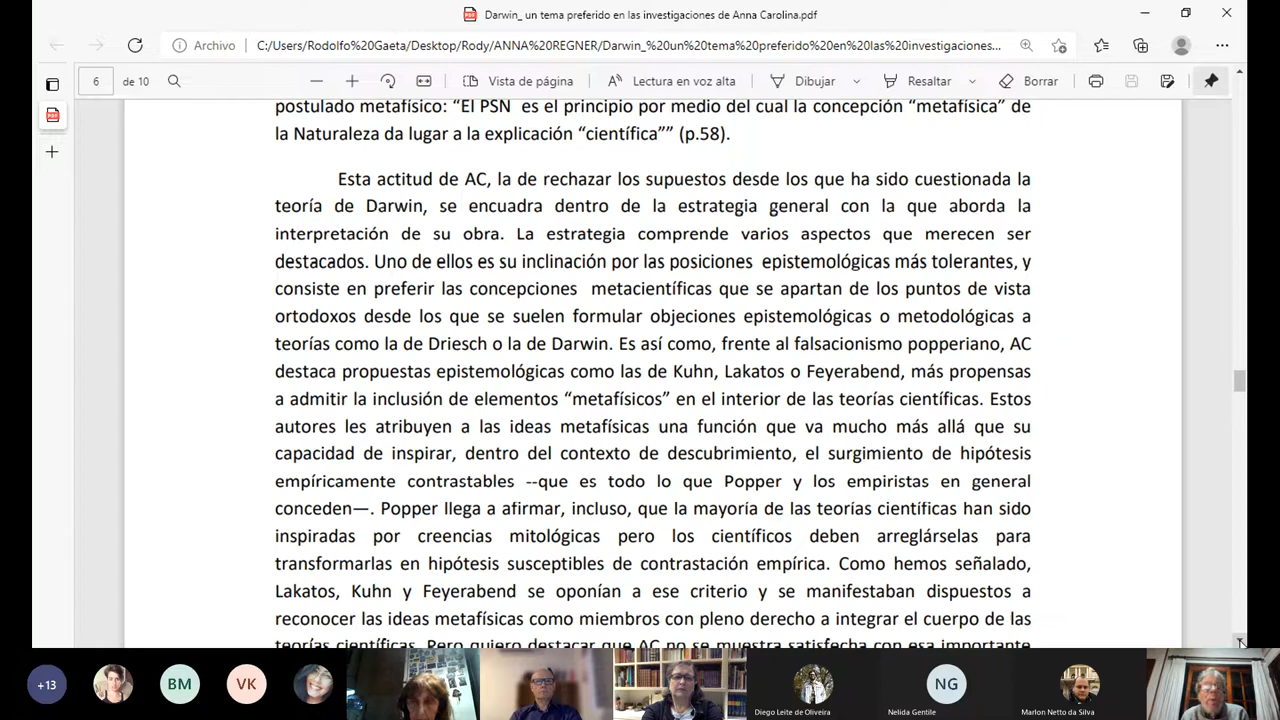 Darwin_ un tema preferido en las investigaciones de Anna Carolina.pdf
Archivo
C:/Users/Rodolfo%20Gaeta/Desktop/Rody/ANNA%20REGNER/Darwin_%20un%20tema%20preferido%20en%20las%20investigaciones...
6 de 10
Vista de página
Lectura en voz alta
Dibujar
Resaltar
Borrar
postulado metafísico: “El PSN es el principio por medio del cual la concepción “metafísica” de
la Naturaleza da lugar a la explicación “científica”” (p.58).
Esta actitud de AC, la de rechazar los supuestos desde los que ha sido cuestionada la
teoría de Darwin, se encuadra dentro de la estrategia general con la que aborda la
interpretación de su obra. La estrategia comprende varios aspectos que merecen ser
destacados. Uno de ellos es su inclinación por las posiciones epistemológicas más tolerantes, y
consiste en preferir las concepciones metacientíficas que se apartan de los puntos de vista
ortodoxos desde los que se suelen formular objeciones epistemológicas o metodológicas a
teorías como la de Driesch o la de Darwin. Es así como, frente al falsacionismo popperiano, AC
destaca propuestas epistemológicas como las de Kuhn, Lakatos o Feyerabend, más propensas
a admitir la inclusión de elementos “metafísicos” en el interior de las teorías científicas. Estos
autores les atribuyen a las ideas metafísicas una función que va mucho más allá que su
capacidad de inspirar, dentro del contexto de descubrimiento, el surgimiento de hipótesis
empíricamente contrastables --que es todo lo que Popper y los empiristas en general
conceden—. Popper llega a afirmar, incluso, que la mayoría de las teorías científicas han sido
inspiradas por creencias mitológicas pero los científicos deben arreglárselas para
transformarlas en hipótesis susceptibles de contrastación empírica. Como hemos señalado,
Lakatos, Kuhn y Feyerabend se oponían a ese criterio y se manifestaban dispuestos a
reconocer las ideas metafísicas como miembros con pleno derecho a integrar el cuerpo de las
teorías científicas. Pero quiero destacar que AC no se muestra satisfecha con esa importante
+13
BM
VK
NG
Diego Leite de Oliveira
Nelida Gentile
Marlon Netto da Silva